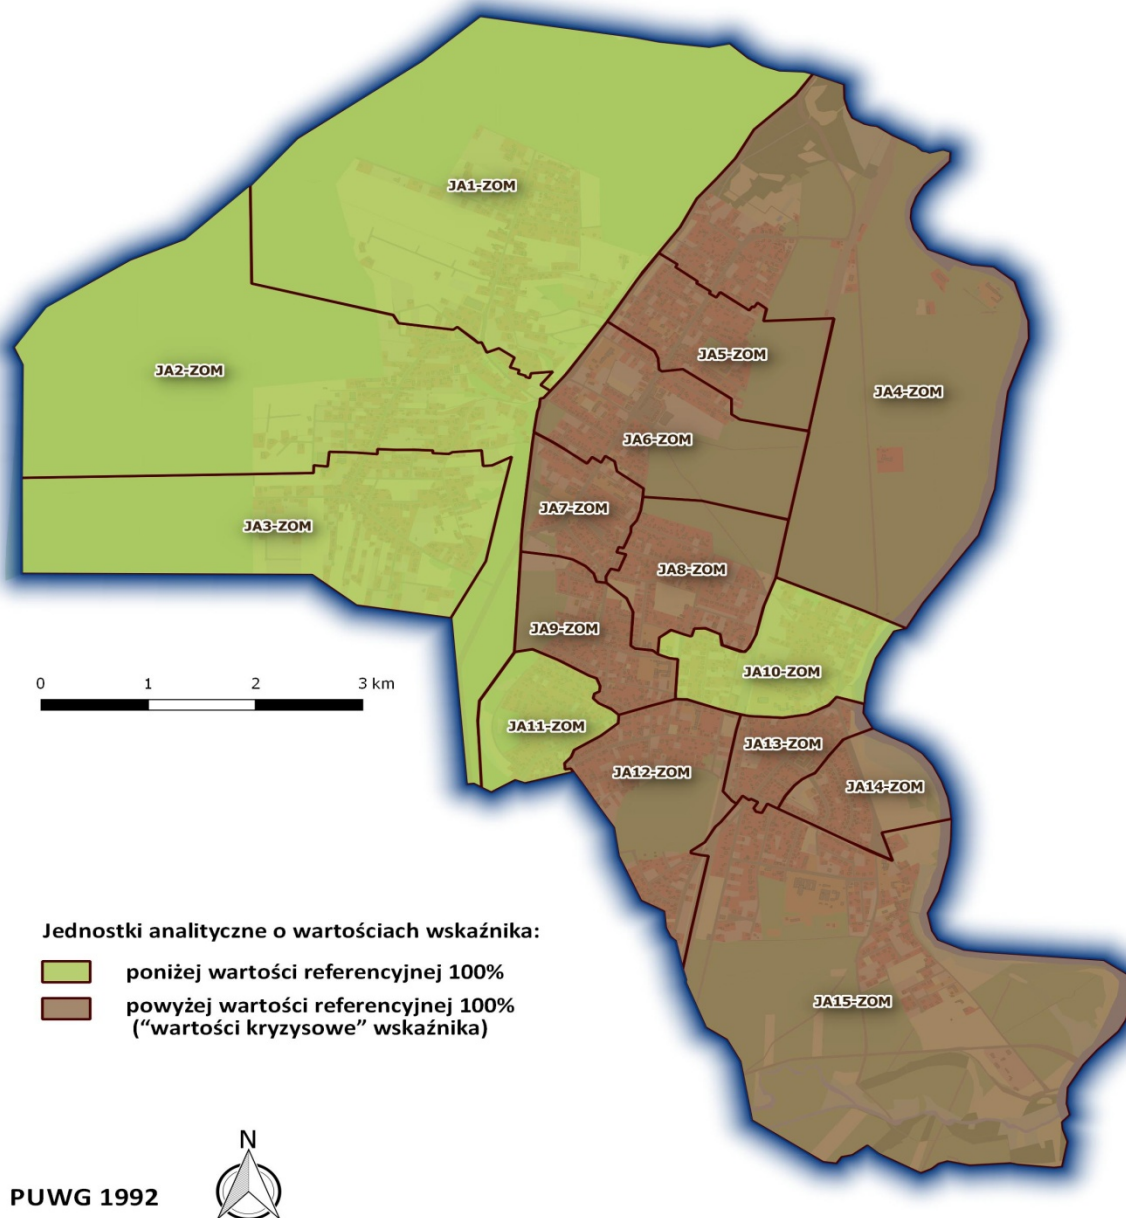 JA1-ZOM
JA2-ZOM
JA5-ZOM
JA4-ZOM
JA6-ZOM
JA7-ZOM
JA3-ZOM
JA8-ZOM
JA9-ZOM
JA10-ZOM
0 1 2 3 km
JA11-ZOM
JA13-ZOM
JA12-ZOM
JA14-ZOM
Jednostki analityczne o wartościach wskaźnika:
poniżej wartości referencyjnej 100%
powyżej wartości referencyjnej 100%
(“wartości kryzysowe” wskaźnika)
JA15-ZOM
N
PUWG 1992